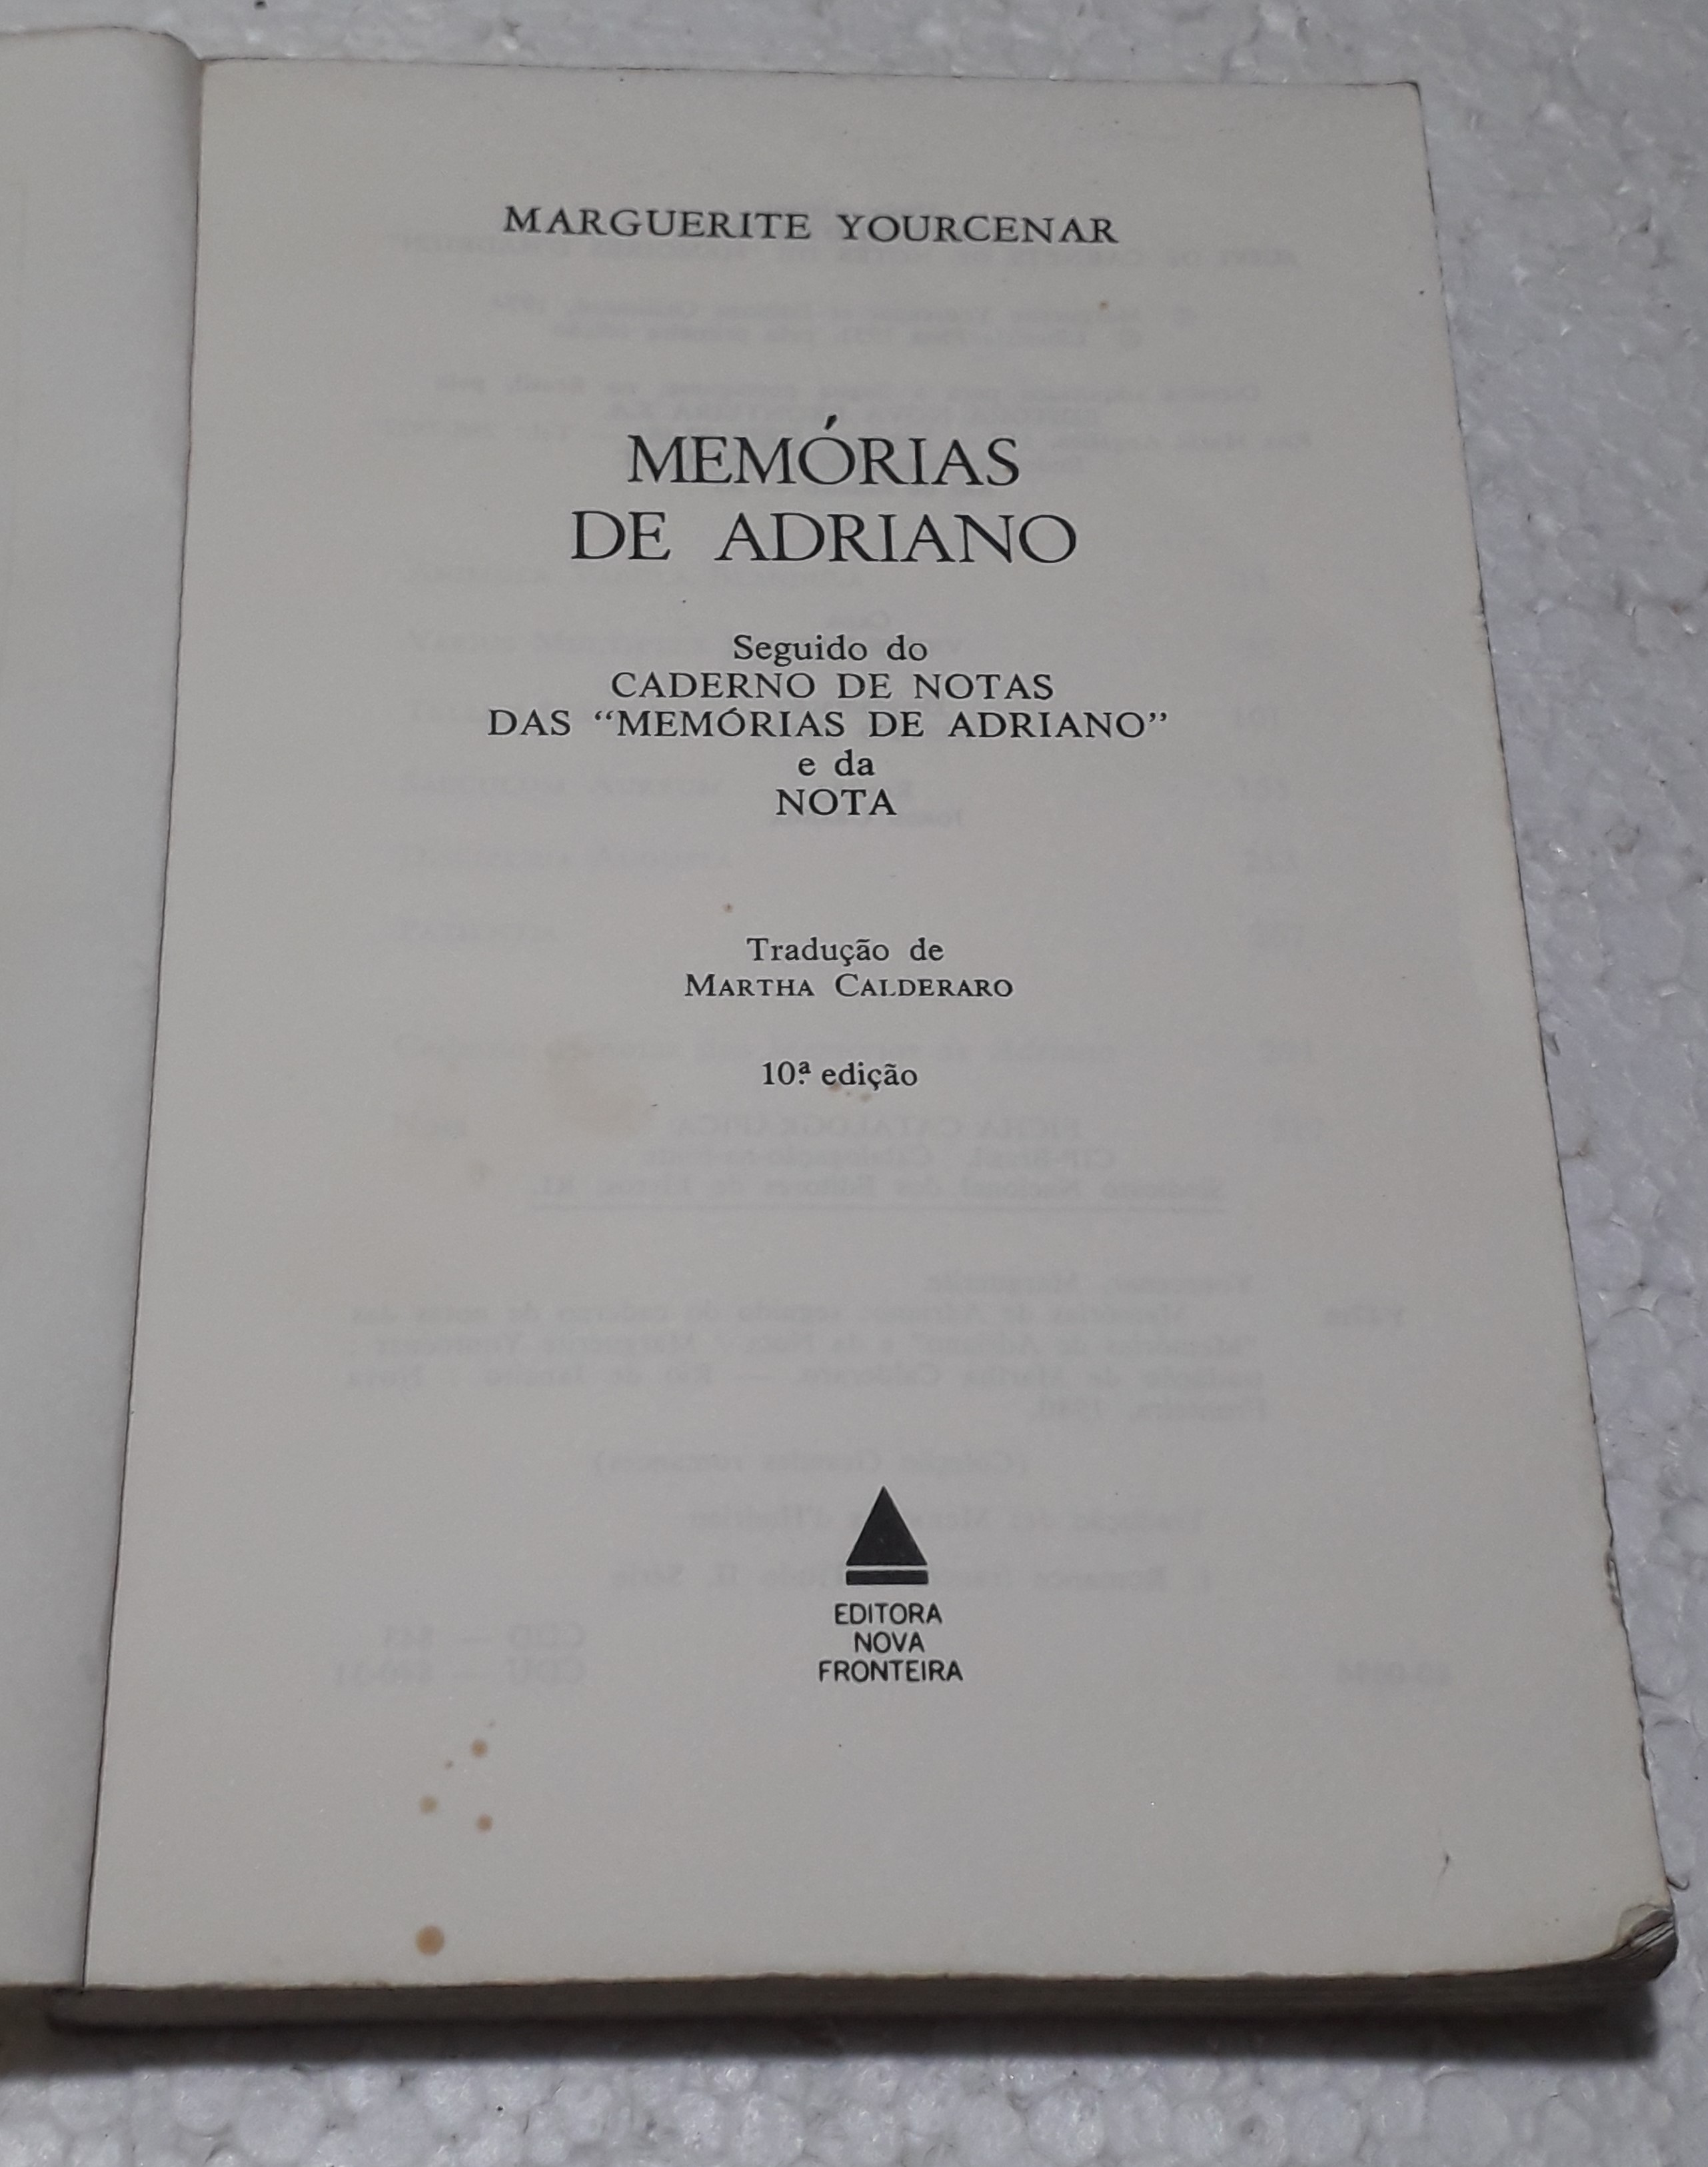 MARGUERITE YOURCENAR
MEMÓRIAS
DE ADRIANO
Seguido do
CADERNO DE NOTAS
DAS “MEMÓRIAS DE ADRIANO”
e da
NOTA
Tradução de
MARTHA CALDERARO
10.ª edição
EDITORA
NOVA
FRONTEIRA